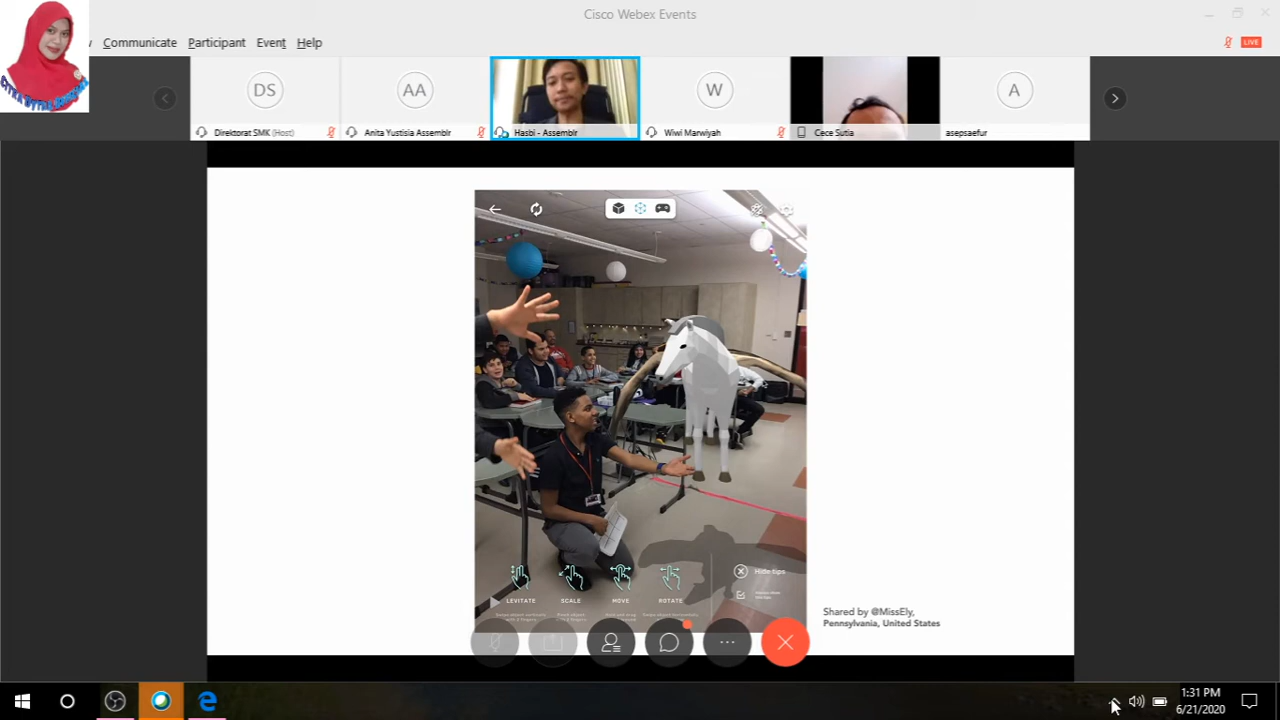 Cisco Webex Events
Communicate Participant Event Help
LIVE
DS
AA
W
A
Direktorat SMK (Host)
Anita Yustisia Assemblr
Hasbi - Assemblr
Wiwi Marwiyah
Cece Sutia
asepsaefur
Hide tips
LEVITATE
SCALE
MOVE
ROTATE
Shared by @MissEly,
Pennsylvania, United States
1:31 PM
6/21/2020